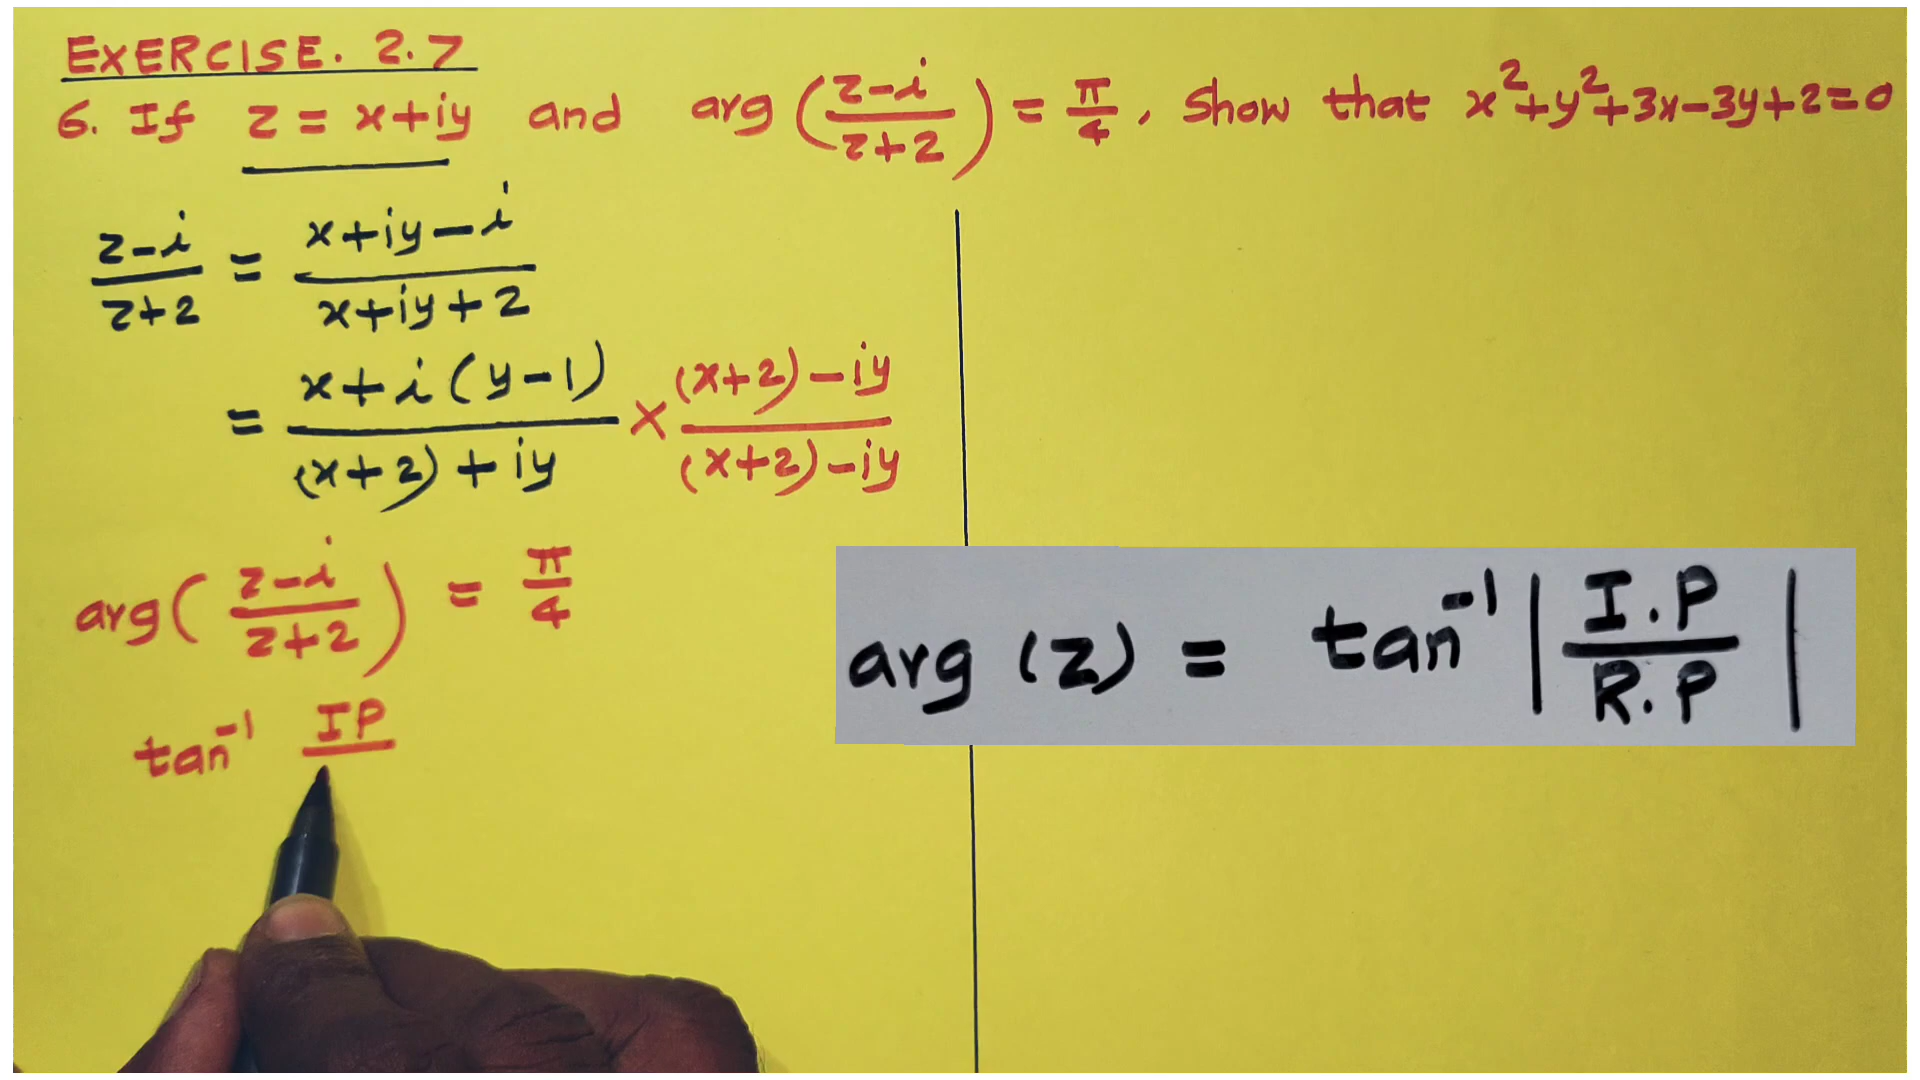 EXERCISE. 2.7
6. If z = x+iy and arg (z-i / z+2) = π/4, Show that x²+y²+3x-3y+2=0
z-i / z+2 = x+iy-i / x+iy+2
= x+i(y-1) / (x+2)+iy × (x+2)-iy / (x+2)-iy
arg(z-i / z+2) = π/4
arg (z) = tan⁻¹ | I.P / R.P |
tan⁻¹ IP